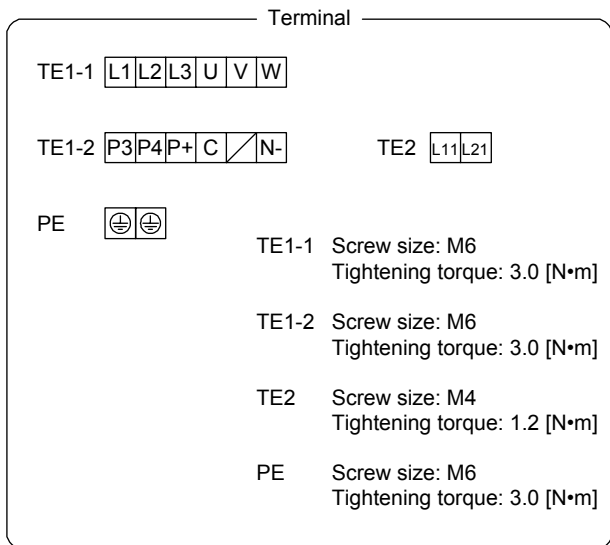 Terminal
TE1-1 L1 L2 L3 U V W
TE1-2 P3 P4 P+ C N- TE2 L11 L21
PE
TE1-1 Screw size: M6
Tightening torque: 3.0 [N•m]
TE1-2 Screw size: M6
Tightening torque: 3.0 [N•m]
TE2 Screw size: M4
Tightening torque: 1.2 [N•m]
PE Screw size: M6
Tightening torque: 3.0 [N•m]